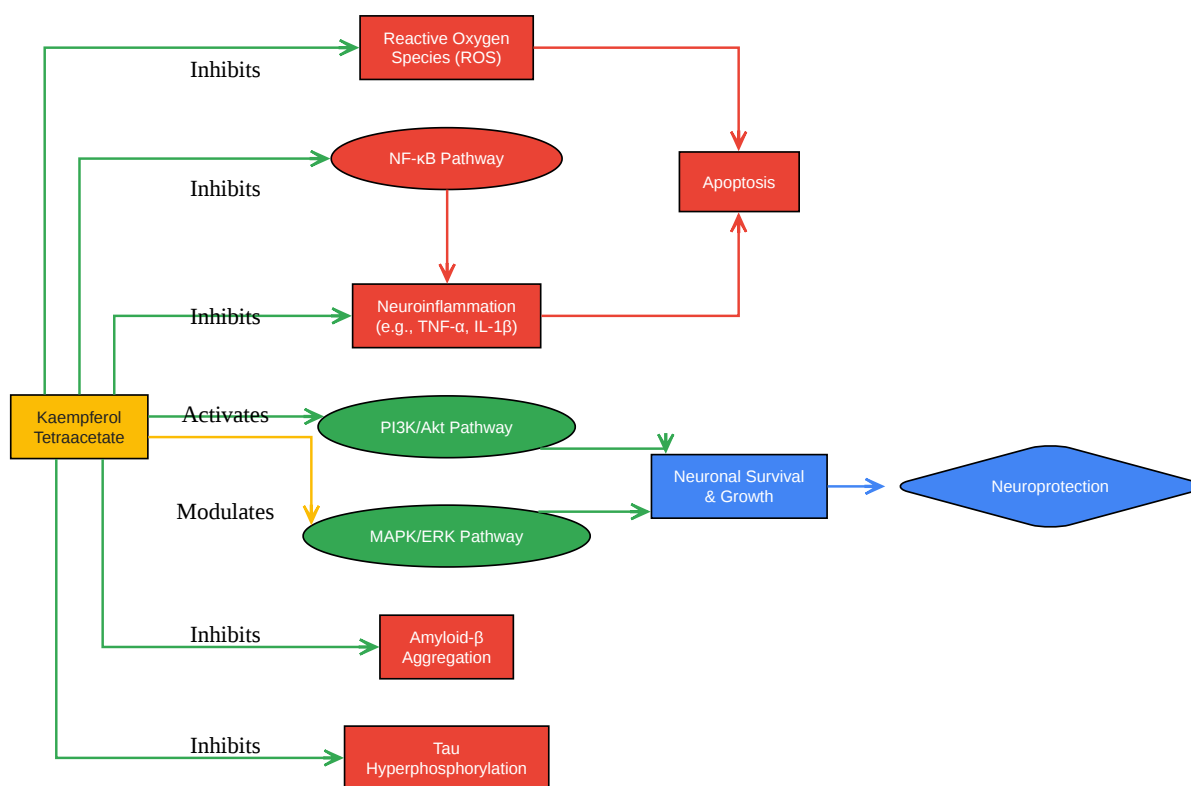 Reactive Oxygen
Species (ROS)
Inhibits
NF-κB Pathway
Apoptosis
Inhibits
Neuroinflammation
(e.g., TNF-α, IL-1β)
Inhibits
Kaempferol
Tetraacetate
Activates
PI3K/Akt Pathway
Neuronal Survival
& Growth
Neuroprotection
Modulates
MAPK/ERK Pathway
Inhibits
Amyloid-β
Aggregation
Inhibits
Tau
Hyperphosphorylation